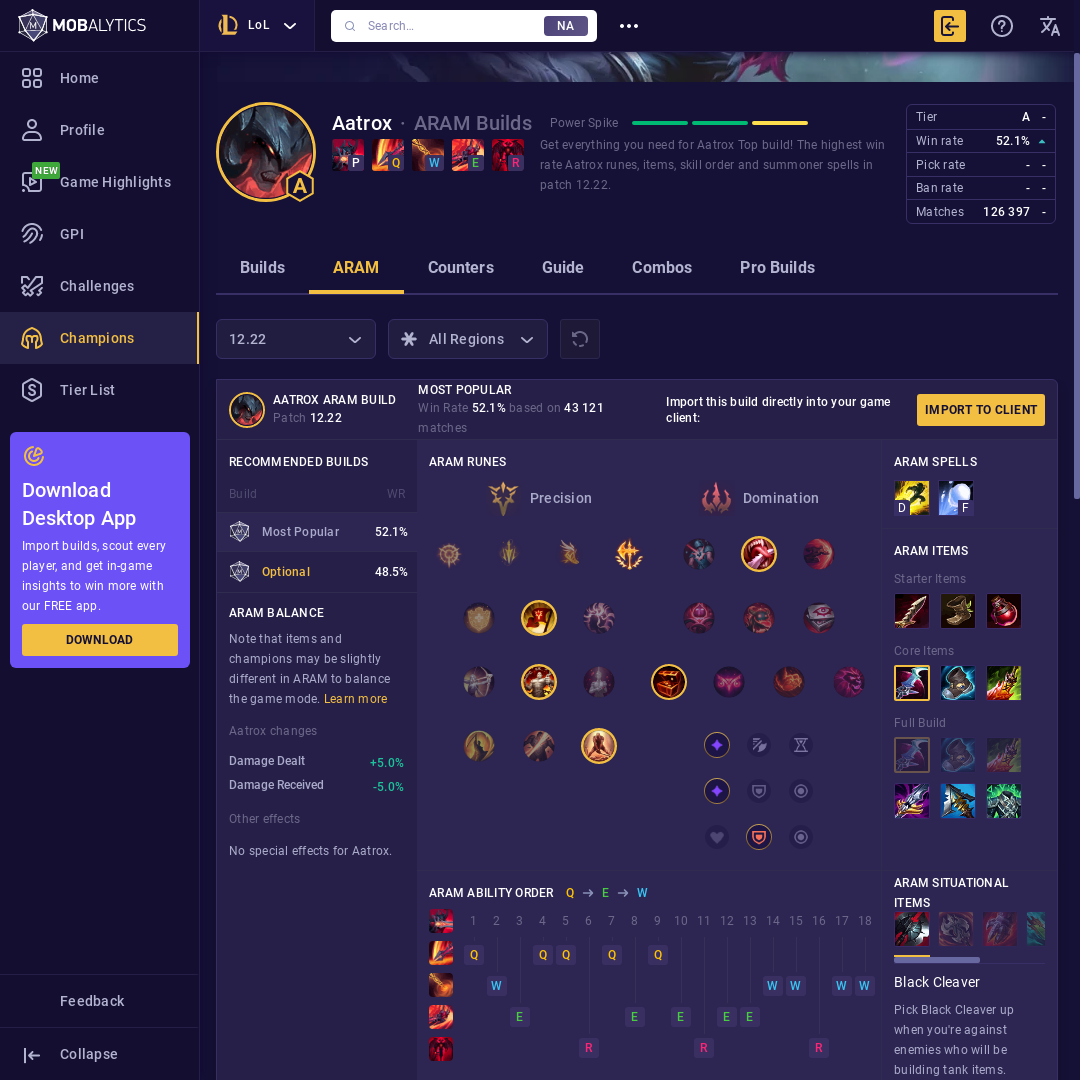 MOBALYTICS
LoL
Search...
NA
Home
Profile
NEW
Game Highlights
GPI
Challenges
Champions
Tier List
Download
Desktop App
Import builds, scout every
player, and get in-game
insights to win more with
our FREE app.
DOWNLOAD
Feedback
Collapse
A
Aatrox · ARAM Builds
Power Spike
P
Q
W
E
R
Get everything you need for Aatrox Top build! The highest win
rate Aatrox runes, items, skill order and summoner spells in
patch 12.22.
Tier A -
Win rate 52.1%
Pick rate - -
Ban rate - -
Matches 126 397 -
Builds
ARAM
Counters
Guide
Combos
Pro Builds
12.22
All Regions
AATROX ARAM BUILD
Patch 12.22
MOST POPULAR
Win Rate 52.1% based on 43 121
matches
Import this build directly into your game
client:
IMPORT TO CLIENT
RECOMMENDED BUILDS
Build WR
Most Popular 52.1%
Optional 48.5%
ARAM BALANCE
Note that items and
champions may be slightly
different in ARAM to balance
the game mode. Learn more
Aatrox changes
Damage Dealt +5.0%
Damage Received -5.0%
Other effects
No special effects for Aatrox.
ARAM RUNES
Precision
Domination
ARAM ABILITY ORDER Q → E → W
1 2 3 4 5 6 7 8 9 10 11 12 13 14 15 16 17 18
Q Q Q Q Q
W W W W W
E E E E E
R R R
ARAM SPELLS
D
F
ARAM ITEMS
Starter Items
Core Items
Full Build
ARAM SITUATIONAL
ITEMS
Black Cleaver
Pick Black Cleaver up
when you're against
enemies who will be
building tank items.